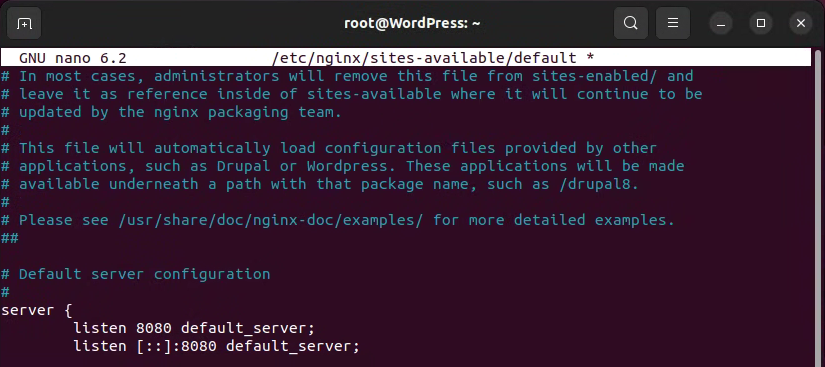 root@WordPress: ~
GNU nano 6.2 /etc/nginx/sites-available/default *
# In most cases, administrators will remove this file from sites-enabled/ and
# leave it as reference inside of sites-available where it will continue to be
# updated by the nginx packaging team.
#
# This file will automatically load configuration files provided by other
# applications, such as Drupal or Wordpress. These applications will be made
# available underneath a path with that package name, such as /drupal8.
#
# Please see /usr/share/doc/nginx-doc/examples/ for more detailed examples.
##
# Default server configuration
#
server {
listen 8080 default_server;
listen [::]:8080 default_server;